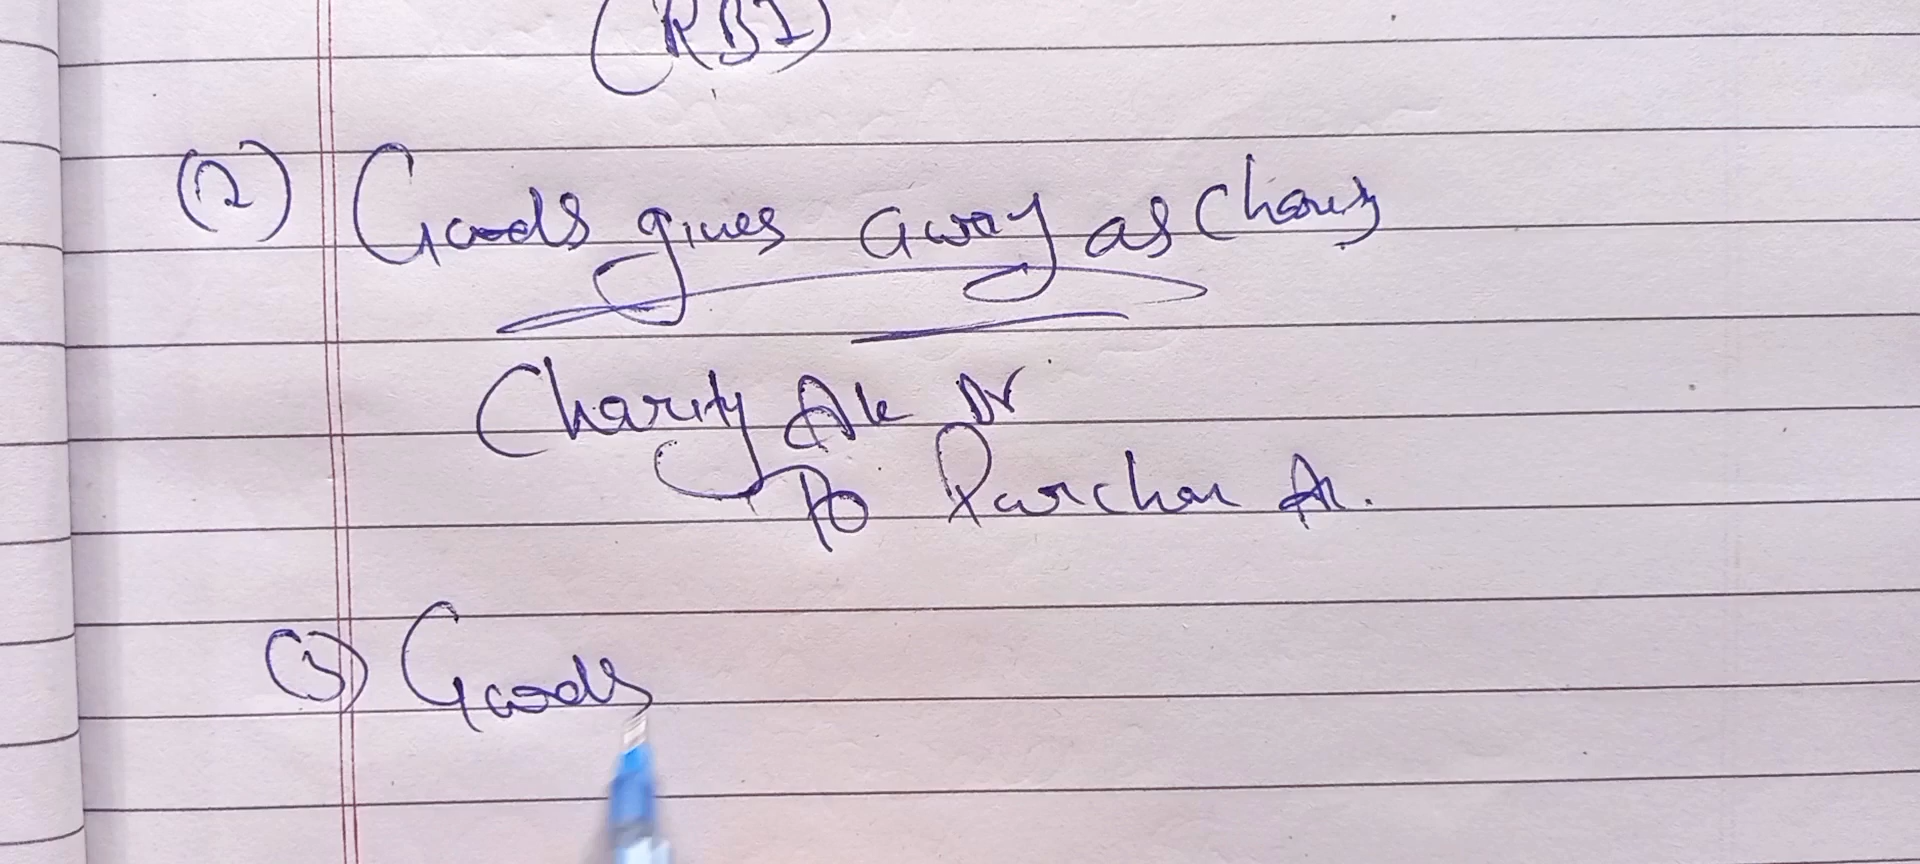 (RBI)
(2) Goods gives away as Charity
Charity A/c Dr
To Purchase A/c.
(3) Goods